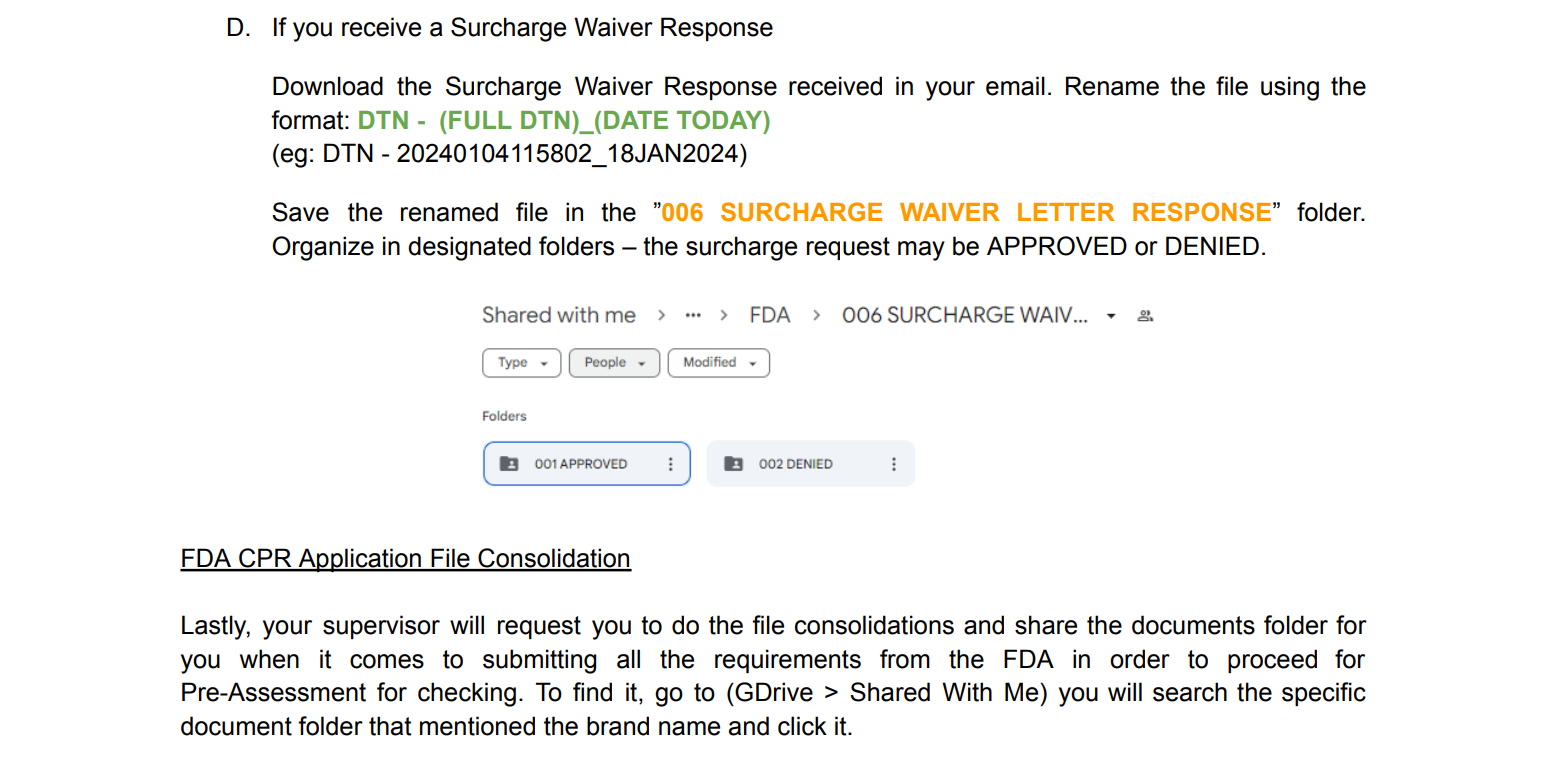 D. If you receive a Surcharge Waiver Response
Download the Surcharge Waiver Response received in your email. Rename the file using the
format: DTN - (FULL DTN)_(DATE TODAY)
(eg: DTN - 20240104115802_18JAN2024)
Save the renamed file in the ”006 SURCHARGE WAIVER LETTER RESPONSE” folder.
Organize in designated folders – the surcharge request may be APPROVED or DENIED.
Shared with me > ••• > FDA > 006 SURCHARGE WAIV...
Type People Modified
Folders
001 APPROVED 002 DENIED
FDA CPR Application File Consolidation
Lastly, your supervisor will request you to do the file consolidations and share the documents folder for
you when it comes to submitting all the requirements from the FDA in order to proceed for
Pre-Assessment for checking. To find it, go to (GDrive > Shared With Me) you will search the specific
document folder that mentioned the brand name and click it.